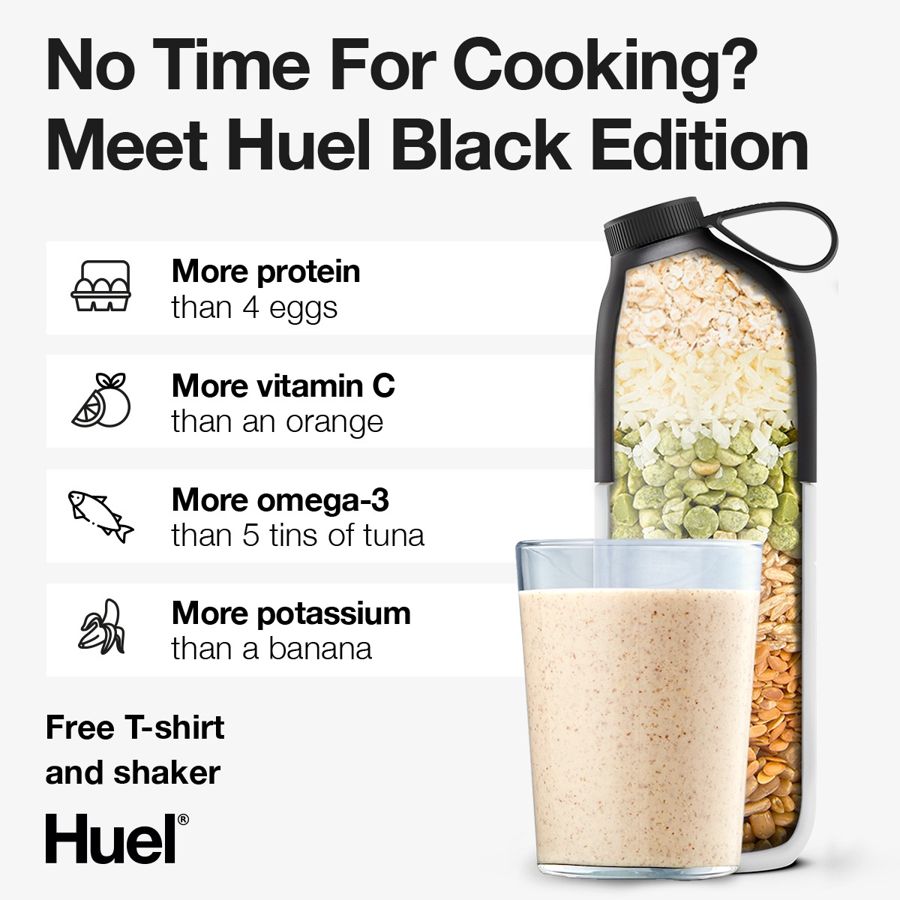 No Time For Cooking?
Meet Huel Black Edition
More protein
than 4 eggs
More vitamin C
than an orange
More omega-3
than 5 tins of tuna
More potassium
than a banana
Free T-shirt
and shaker
Huel®